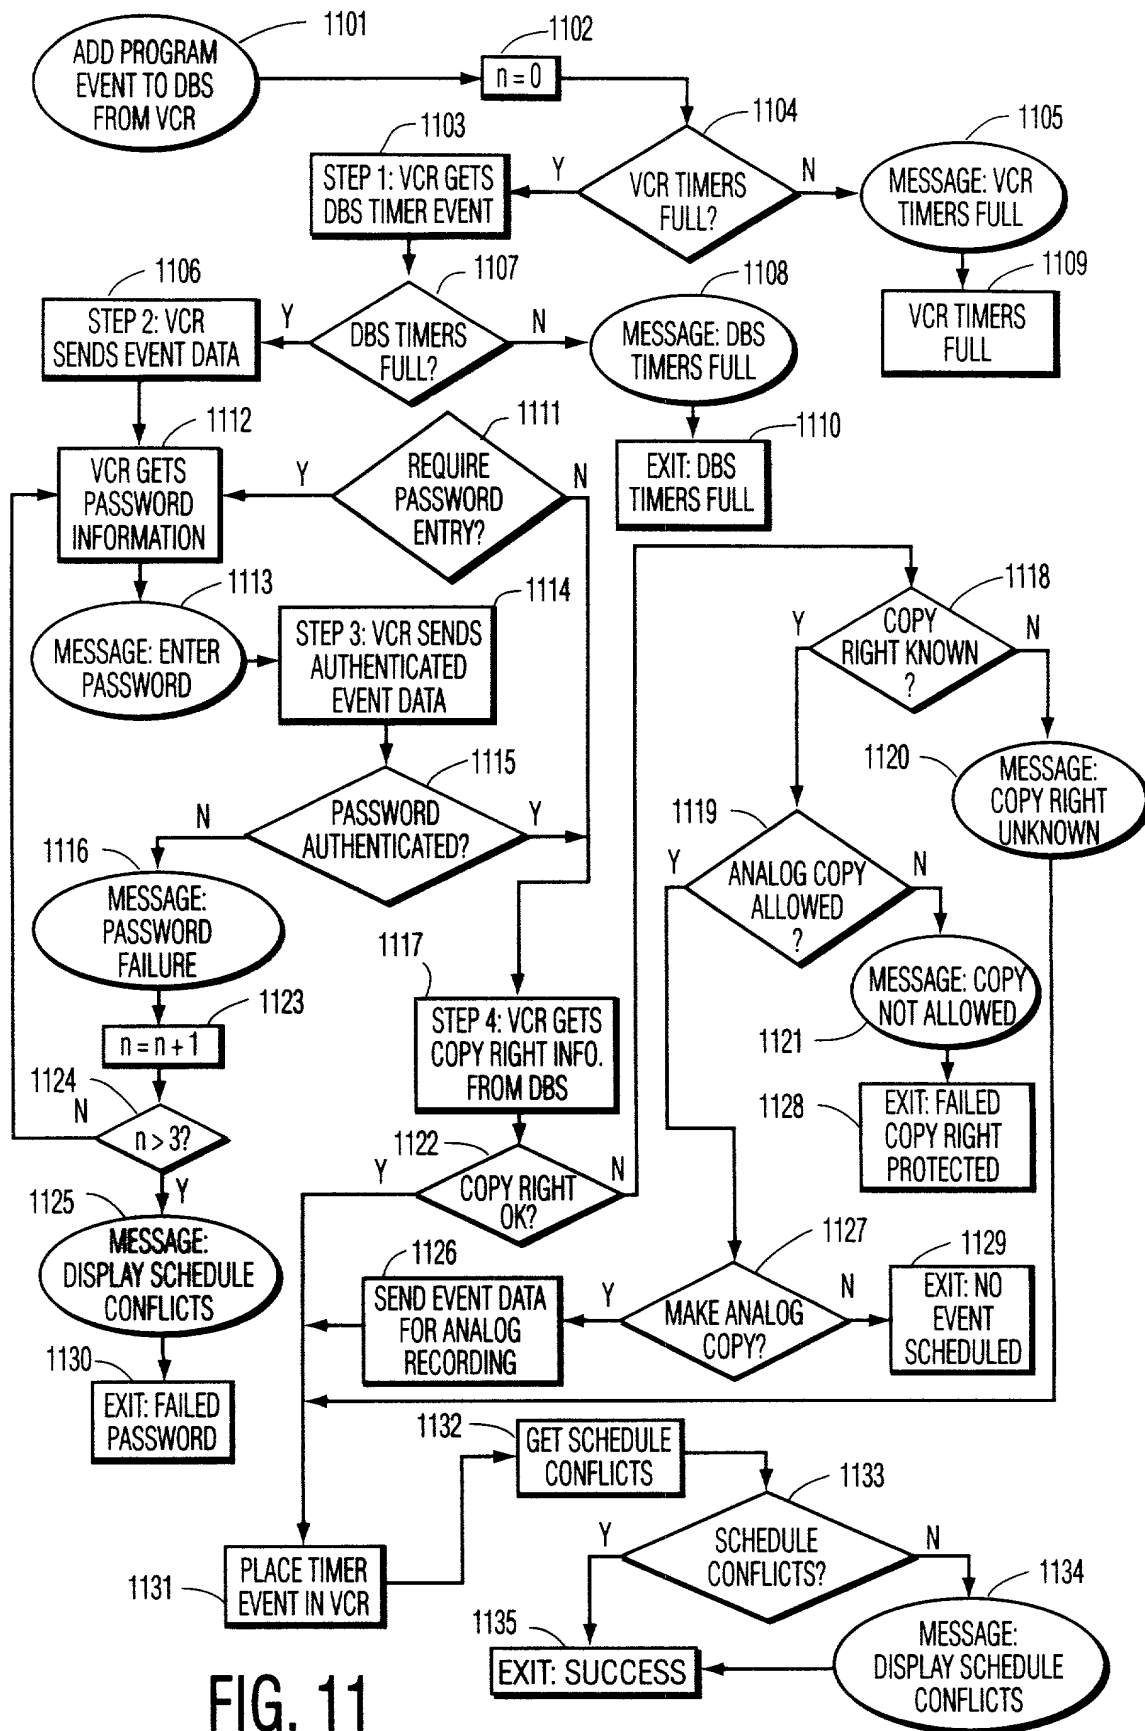 1101
ADD PROGRAM
EVENT TO DBS
FROM VCR
1102
n = 0
1103
STEP 1: VCR GETS
DBS TIMER EVENT
Y
1104
VCR TIMERS
FULL?
N
1105
MESSAGE: VCR
TIMERS FULL
1106
STEP 2: VCR
SENDS EVENT DATA
Y
1107
DBS TIMERS
FULL?
N
1108
MESSAGE: DBS
TIMERS FULL
1109
VCR TIMERS
FULL
1112
VCR GETS
PASSWORD
INFORMATION
Y
1111
REQUIRE
PASSWORD
ENTRY?
N
1110
EXIT: DBS
TIMERS FULL
1113
MESSAGE: ENTER
PASSWORD
1114
STEP 3: VCR SENDS
AUTHENTICATED
EVENT DATA
Y
1118
COPY
RIGHT KNOWN
?
N
1115
N
PASSWORD
AUTHENTICATED?
Y
1120
MESSAGE:
COPY RIGHT
UNKNOWN
1116
MESSAGE:
PASSWORD
FAILURE
1119
Y
ANALOG COPY
ALLOWED
?
N
1117
STEP 4: VCR GETS
COPY RIGHT INFO.
FROM DBS
MESSAGE: COPY
NOT ALLOWED
1121
1123
n = n + 1
1124
N
n > 3?
Y
1122
Y
COPY RIGHT
OK?
N
1128
EXIT: FAILED
COPY RIGHT
PROTECTED
1125
MESSAGE:
DISPLAY SCHEDULE
CONFLICTS
1126
SEND EVENT DATA
FOR ANALOG
RECORDING
Y
1127
MAKE ANALOG
COPY?
N
1129
EXIT: NO
EVENT
SCHEDULED
1130
EXIT: FAILED
PASSWORD
1132
GET SCHEDULE
CONFLICTS
1133
Y
SCHEDULE
CONFLICTS?
N
1131
PLACE TIMER
EVENT IN VCR
1134
MESSAGE:
DISPLAY SCHEDULE
CONFLICTS
1135
EXIT: SUCCESS
FIG. 11